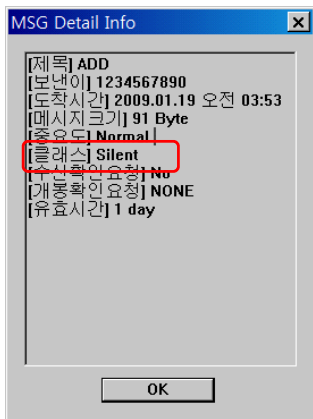 MSG Detail Info
[제목] ADD
[보낸이] 1234567890
[도착시간] 2009.01.19 오전 03:53
[메시지크기] 91 Byte
[중요도] Normal
[클래스] Silent
[수신확인요청] No
[개봉확인요청] NONE
[유효시간] 1 day
OK